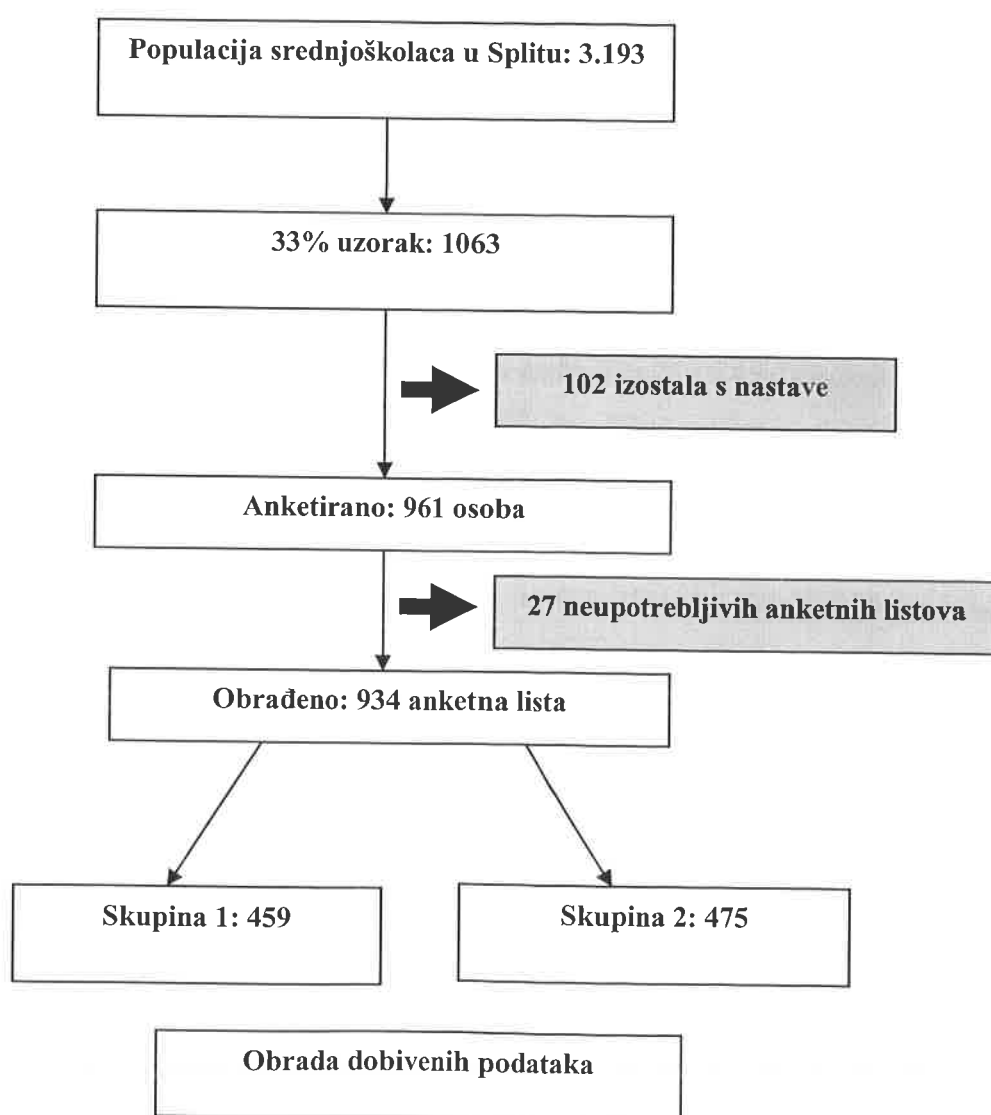 Populacija srednjoškolaca u Splitu: 3.193
33% uzorak: 1063
102 izostala s nastave
Anketirano: 961 osoba
27 neupotrebljivih anketnih listova
Obrađeno: 934 anketna lista
Skupina 1: 459
Skupina 2: 475
Obrada dobivenih podataka